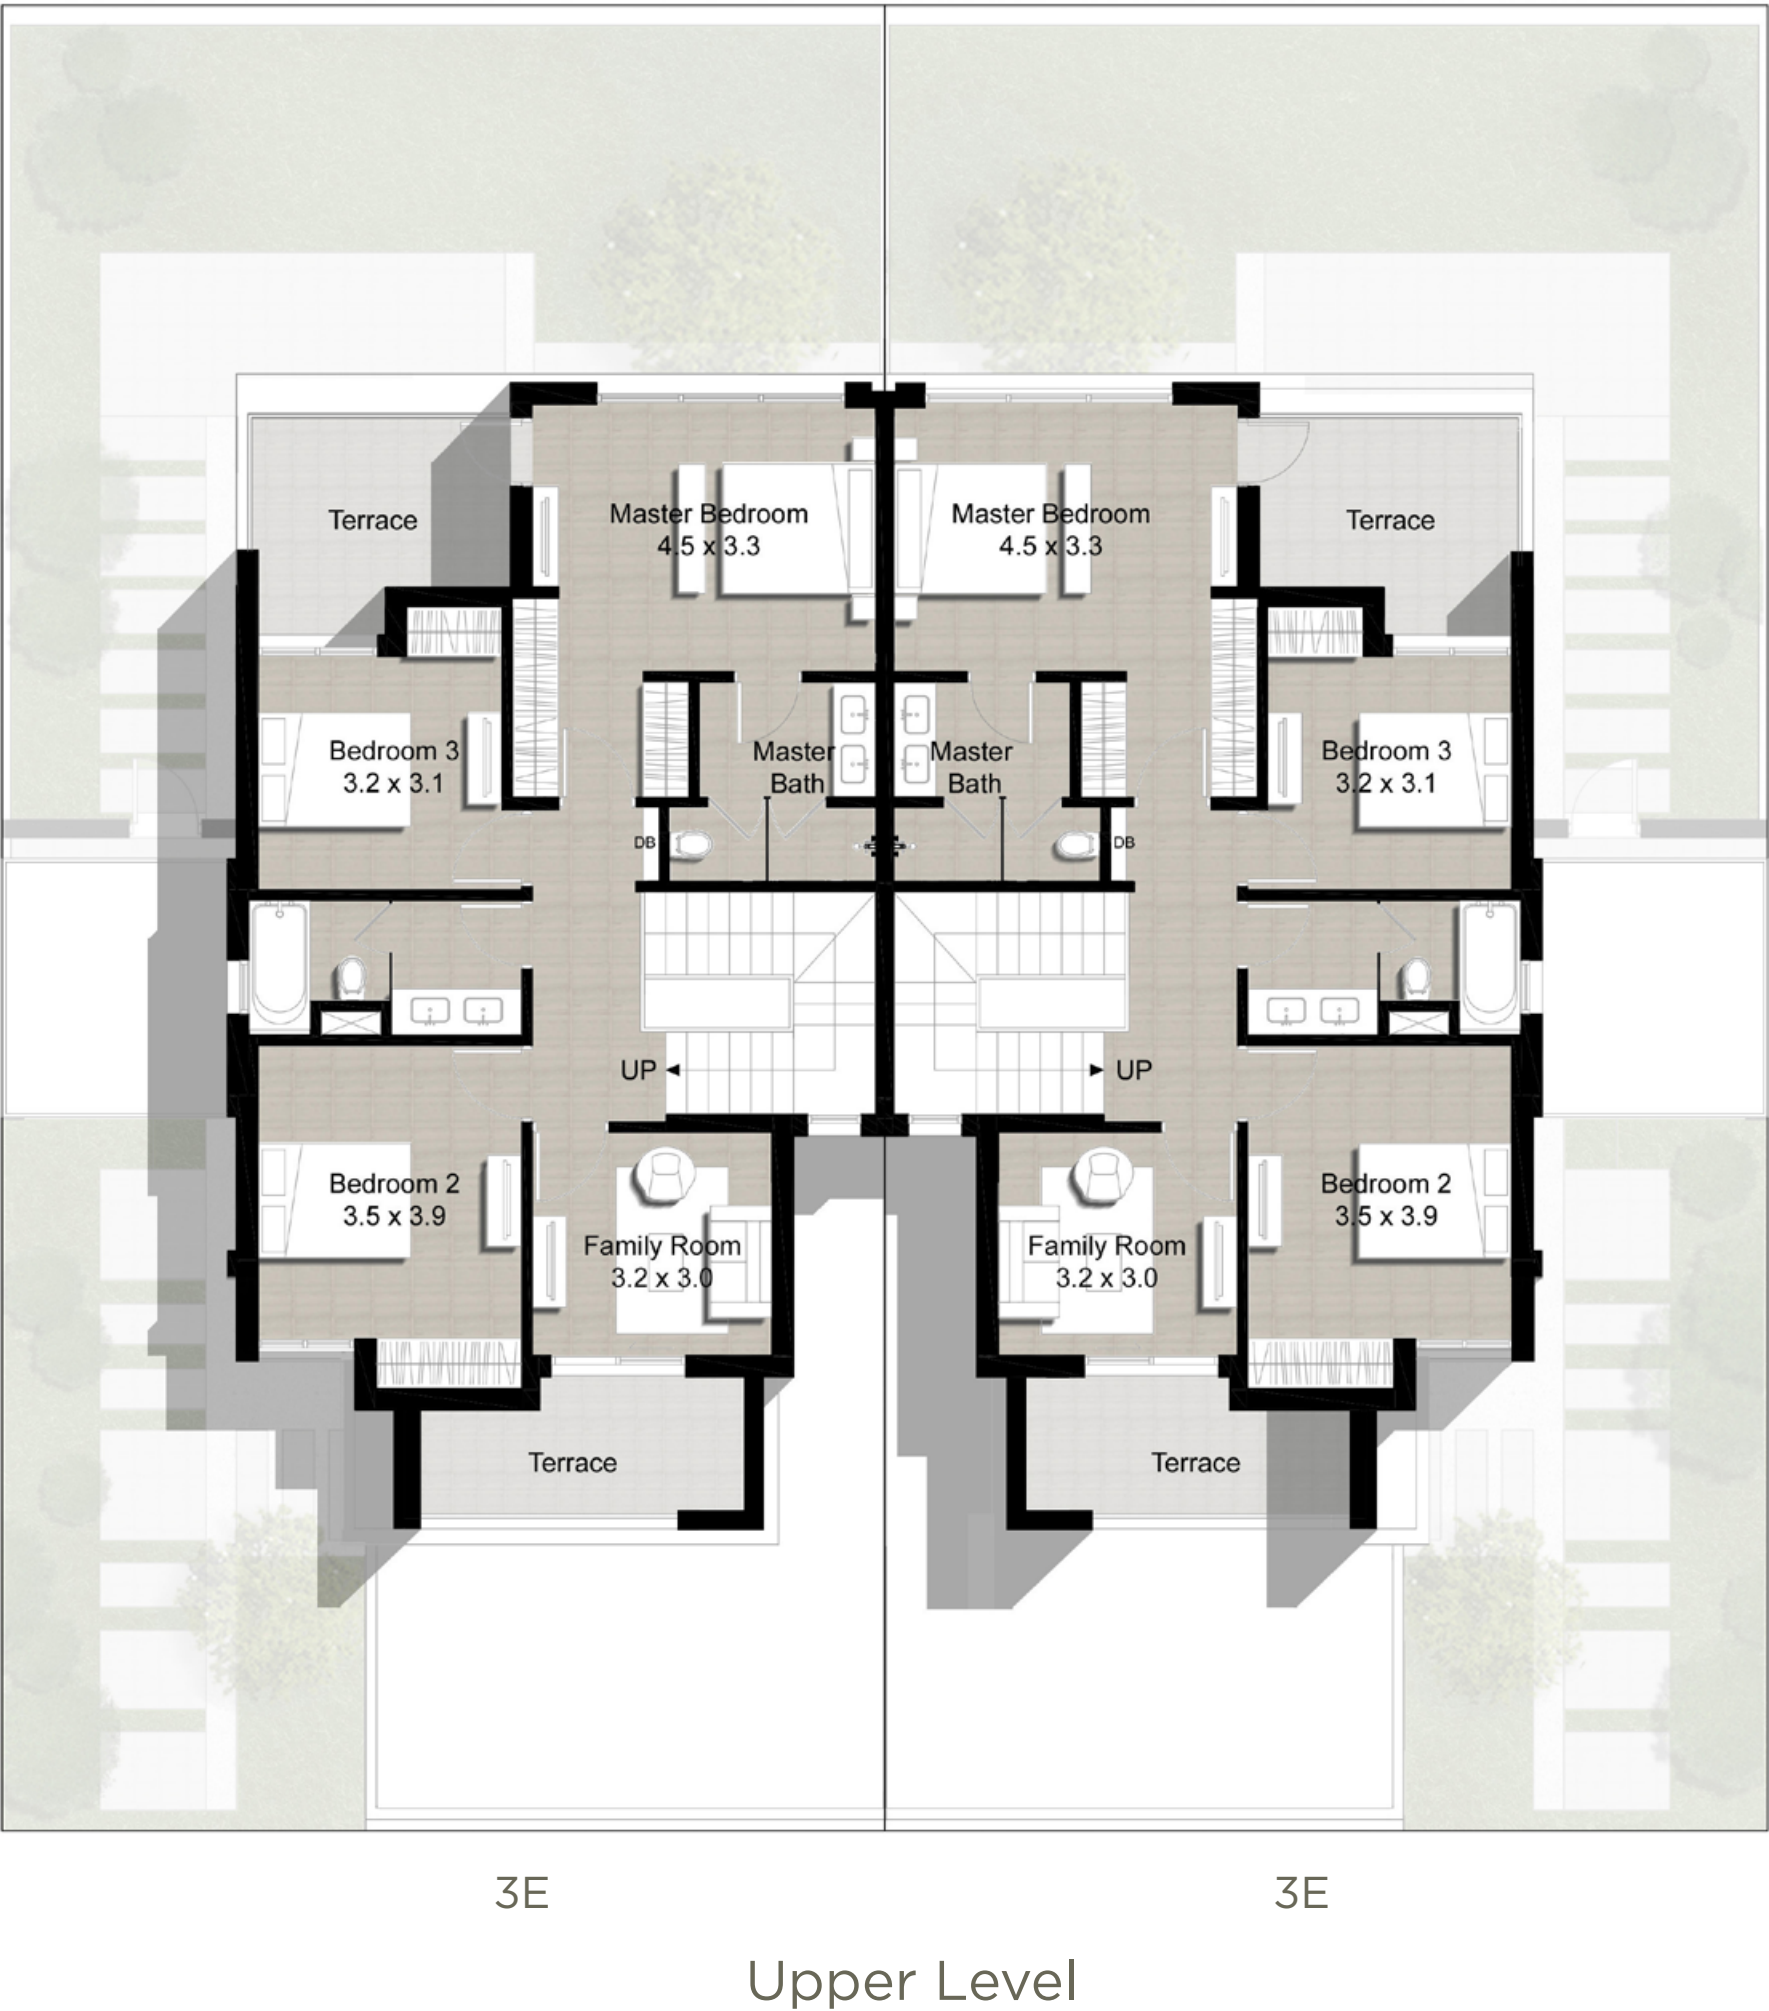 Master Bedroom
4.5 x 3.3
Master Bedroom
4.5 x 3.3
Terrace
Terrace
Bedroom 3
3.2 x 3.1
Master
Bath
Master
Bath
Bedroom 3
3.2 x 3.1
DB
DB
UP
UP
Bedroom 2
3.5 x 3.9
Bedroom 2
3.5 x 3.9
Family Room
3.2 x 3.0
Family Room
3.2 x 3.0
Terrace
Terrace
3E
3E
Upper Level